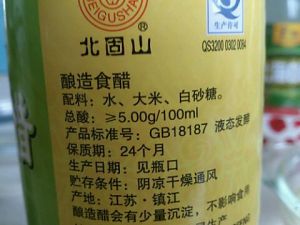 EIGUSHA
北固山®
生产许可
QS3200 0302 0084
酿造食醋
配料：水、大米、白砂糖。
总酸：≥5.00g/100ml
产品标准号：GB18187 液态发酵
保质期：24个月
生产日期：见瓶口
贮存条件：阴凉干燥通风
产地：江苏·镇江
酿造醋会有少量沉淀，不影响食用